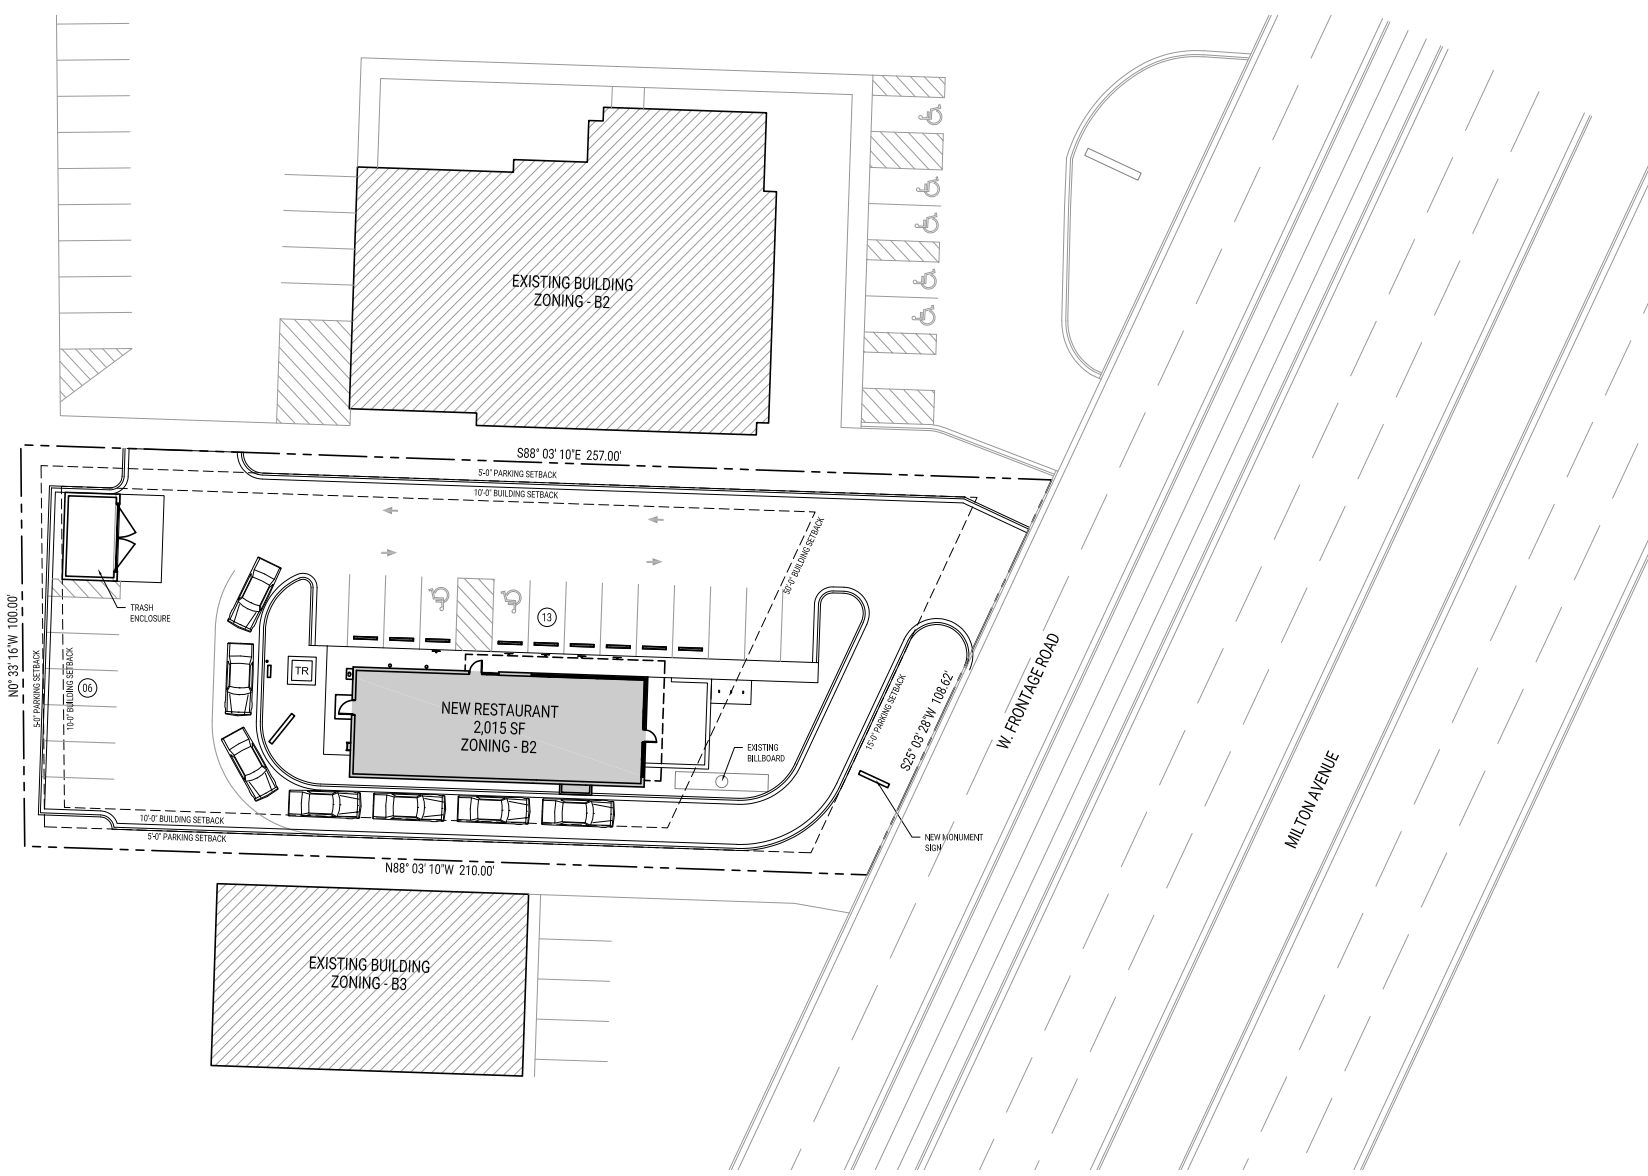 EXISTING BUILDING
ZONING - B2
S88° 03' 10"E 257.00'
5'-0" PARKING SETBACK
10'-0" BUILDING SETBACK
50'-0" BUILDING SETBACK
TRASH
ENCLOSURE
13
N0° 33' 16"W 100.00'
5'-0" PARKING SETBACK
10'-0" BUILDING SETBACK
06
TR
NEW RESTAURANT
2,015 SF
ZONING - B2
EXISTING
BILLBOARD
15'-0" PARKING SETBACK
S25° 03' 28"W 108.62'
W. FRONTAGE ROAD
MILTON AVENUE
NEW MONUMENT
SIGN
10'-0" BUILDING SETBACK
5'-0" PARKING SETBACK
N88° 03' 10"W 210.00'
EXISTING BUILDING
ZONING - B3